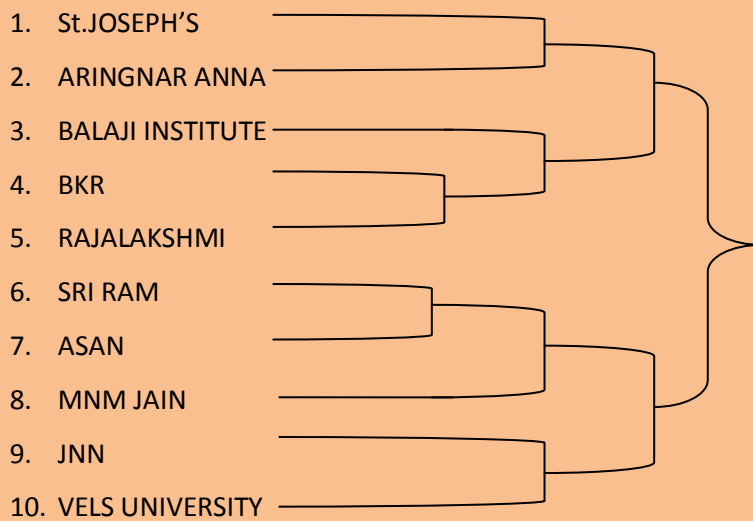 1. St.JOSEPH’S
2. ARINGNAR ANNA
3. BALAJI INSTITUTE
4. BKR
5. RAJALAKSHMI
6. SRI RAM
7. ASAN
8. MNM JAIN
9. JNN
10. VELS UNIVERSITY